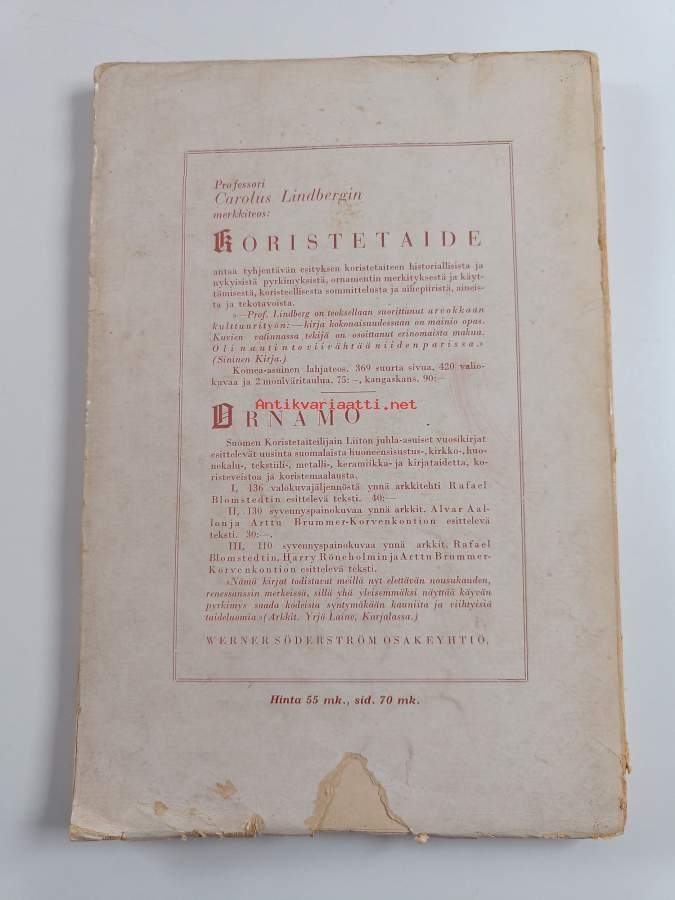 Professori
Carolus Lindbergin
merkkiteos:
KORISTETAIDE
antaa tyhjentävän esityksen koristetaiteen historiallisista ja
nykyisistä pyrkimyksistä, ornamentin merkityksestä ja käyt-
tämisestä, koristeellisesta sommittelusta ja aihepiiristä, aineis-
ta ja tekotavoista.
»—Prof. Lindberg on teoksellaan suorittanut arvokkaan
kulttuurityön:—kirja kokonaisuudessaan on mainio opas.
Kuvien valinnassa tekijä on osoittanut erinomaista makua.
Oli nautinto viivähtää niiden parissa.»
(Sininen Kirja.)
Komea-asuinen lahjateos, 369 suurta sivua, 420 valo-
kuvaa ja 2 moniväritaulua, 75: –, kangaskans. 90:–
Antikvariaatti.net
ORNAMO
Suomen Koristetaiteilijain Liiton juhla-asuiset vuosikirjat
esittelevät uusinta suomalaista huoneensisustus-, kirkko-, huo-
nekalu-, tekstiili-, metalli-, keramiikka- ja kirjataidetta, ko-
risteveistoa ja koristemaalausta.
I, 136 valokuvajäljennöstä ynnä arkkitehti Rafael
Blomstedtin esittelevä teksti. 40:—
II, 130 syvennyspainokuvaa ynnä arkkit. Alvar Aal-
lon ja Arttu Brummer-Korvenkontion esittelevä
teksti. 30:—.
III, 110 syvennyspainokuvaa ynnä arkkit. Rafael
Blomstedtin, Harry Röneholmin ja Arttu Brummer-
Korvenkontion esittelevä teksti.
»Nämä kirjat todistavat meillä nyt elettävän nousukauden,
renessanssin merkeissä, sillä yhä yleisemmäksi näyttää käyvän
pyrkimys saada kodeista syntymäkään kauniita ja viihtyisiä
taideluomia.» (Arkkit. Yrjö Laine, Karjalassa.)
WERNER SÖDERSTRÖM OSAKEYHTIÖ.
Hinta 55 mk., sid. 70 mk.